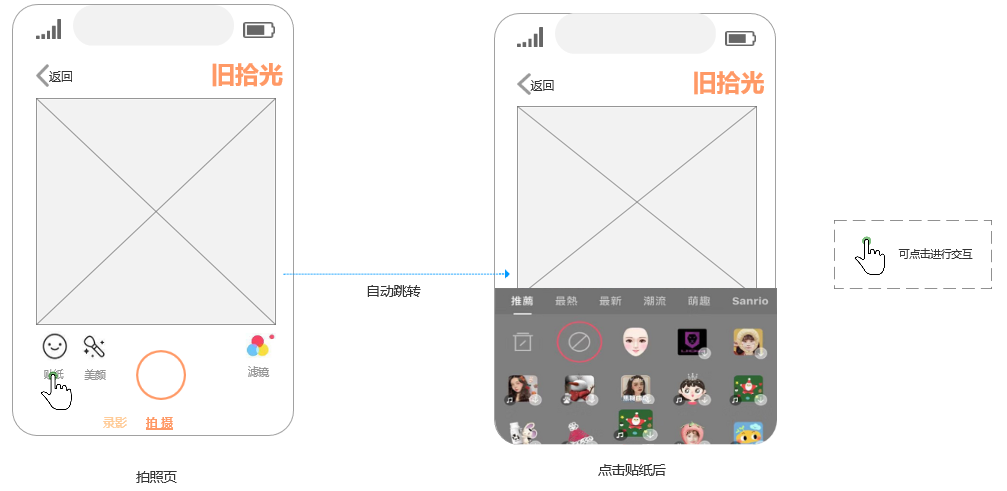 返回
旧拾光
贴纸
美颜
滤镜
录影
拍摄
拍照页
自动跳转
返回
旧拾光
推薦
最熱
最新
潮流
萌趣
Sanrio
点击贴纸后
可点击进行交互